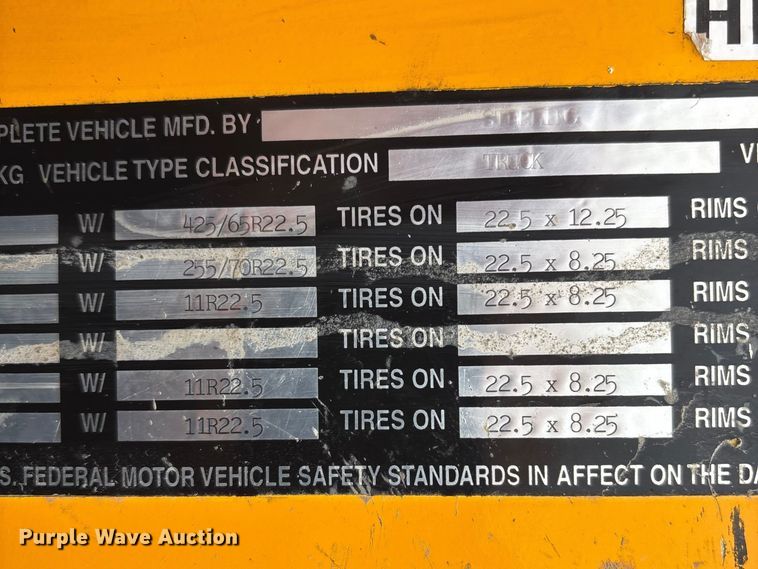 PLETE VEHICLE MFD. BY STERLING
KG VEHICLE TYPE CLASSIFICATION TRUCK
W/ 425/65R22.5 TIRES ON 22.5 x 12.25 RIMS
W/ 255/70R22.5 TIRES ON 22.5 x 8.25 RIMS
W/ 11R22.5 TIRES ON 22.5 x 8.25 RIMS
W/ TIRES ON RIMS
W/ 11R22.5 TIRES ON 22.5 x 8.25 RIMS
W/ 11R22.5 TIRES ON 22.5 x 8.25 RIMS
S. FEDERAL MOTOR VEHICLE SAFETY STANDARDS IN AFFECT ON THE DA
Purple Wave Auction